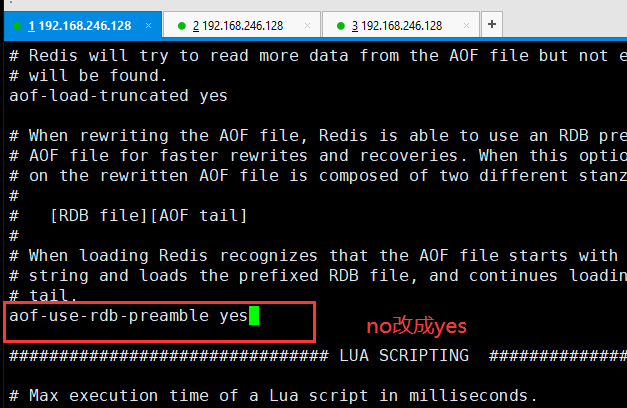 1 192.168.246.128 × 2 192.168.246.128 × 3 192.168.246.128 × +
# Redis will try to read more data from the AOF file but not e
# will be found.
aof-load-truncated yes
# When rewriting the AOF file, Redis is able to use an RDB pre
# AOF file for faster rewrites and recoveries. When this optio
# on the rewritten AOF file is composed of two different stanz
#
#   [RDB file][AOF tail]
#
# When loading Redis recognizes that the AOF file starts with
# string and loads the prefixed RDB file, and continues loadin
# tail.
aof-use-rdb-preamble yes
no改成yes
################################ LUA SCRIPTING ##############
# Max execution time of a Lua script in milliseconds.